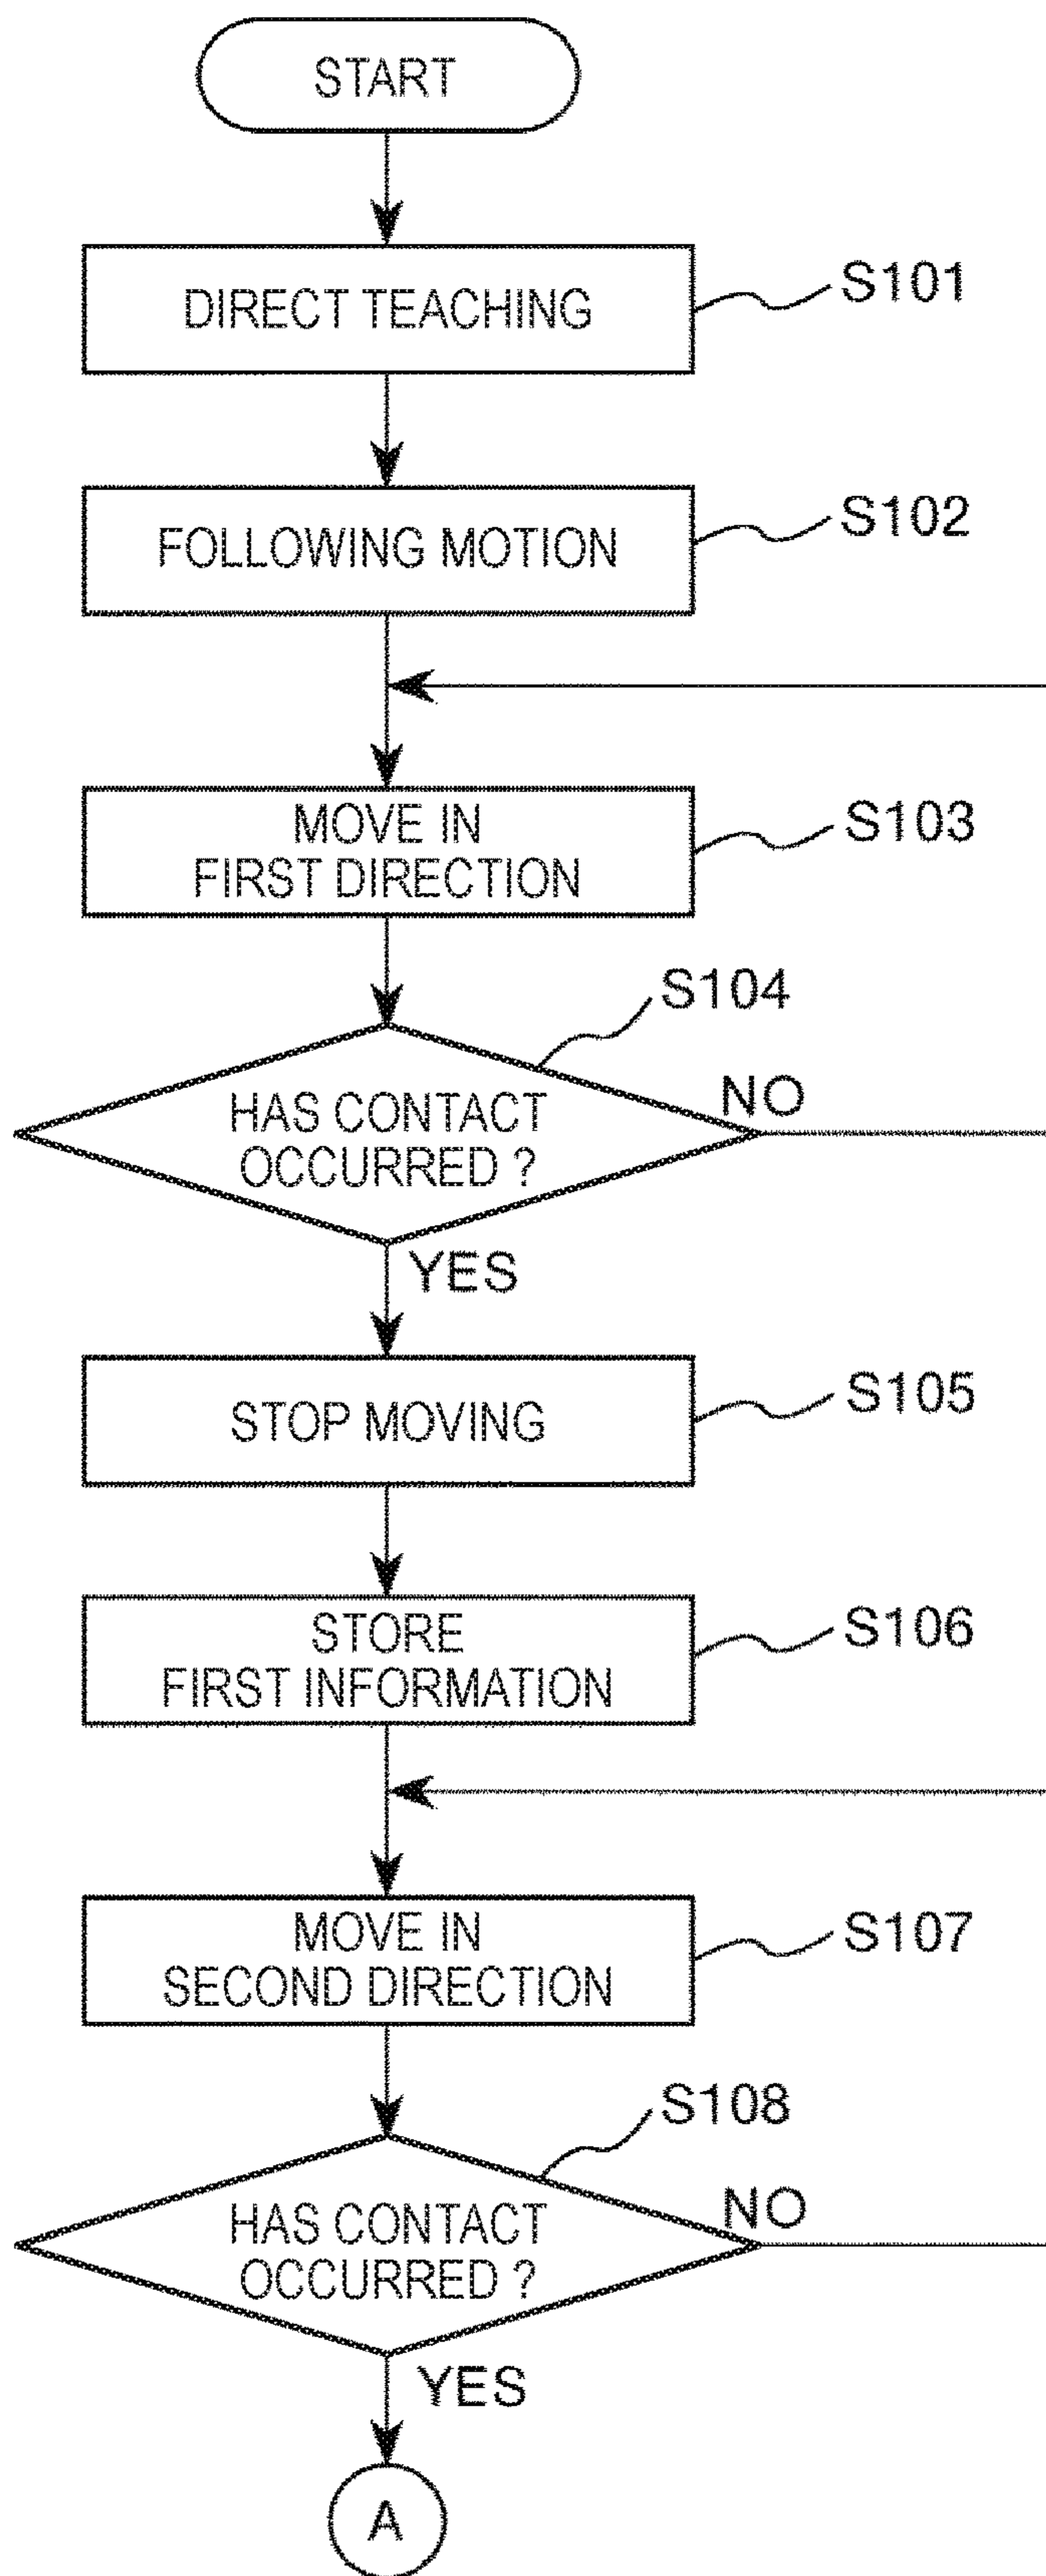 START
DIRECT TEACHING
S101
FOLLOWING MOTION
S102
MOVE IN
FIRST DIRECTION
S103
S104
HAS CONTACT
OCCURRED ?
NO
YES
STOP MOVING
S105
STORE
FIRST INFORMATION
S106
MOVE IN
SECOND DIRECTION
S107
S108
HAS CONTACT
OCCURRED ?
NO
YES
A